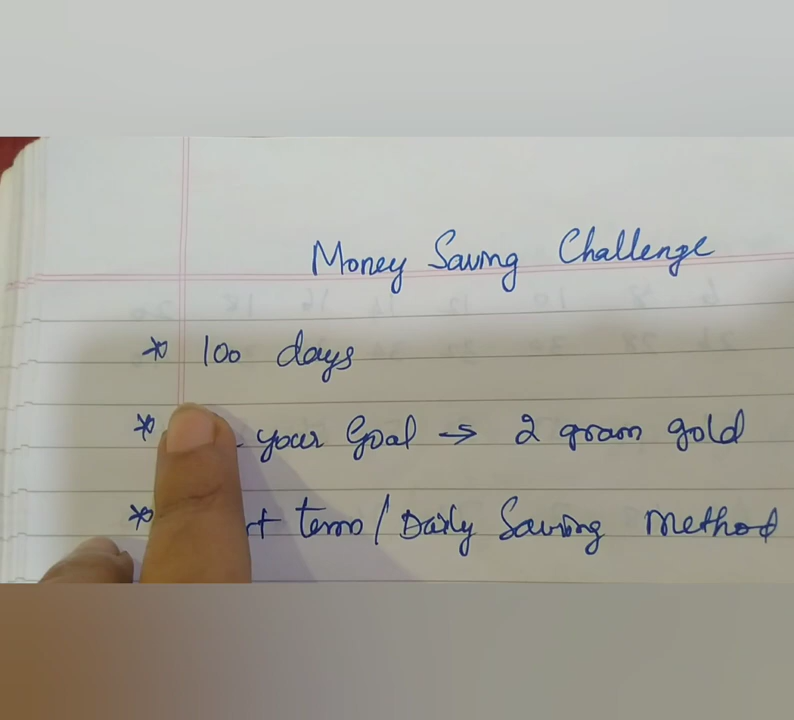 Money Saving Challenge
* 100 days
* your Goal → 2 gram gold
* term / Daily Saving Method